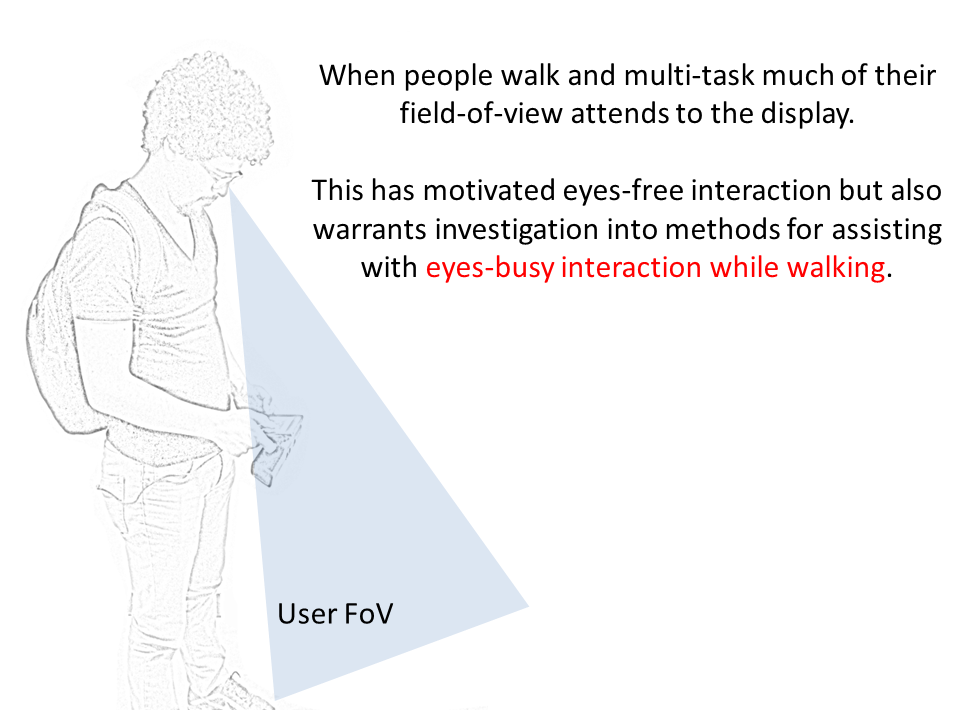 When people walk and multi-task much of their
field-of-view attends to the display.
This has motivated eyes-free interaction but also
warrants investigation into methods for assisting
with eyes-busy interaction while walking.
User FoV